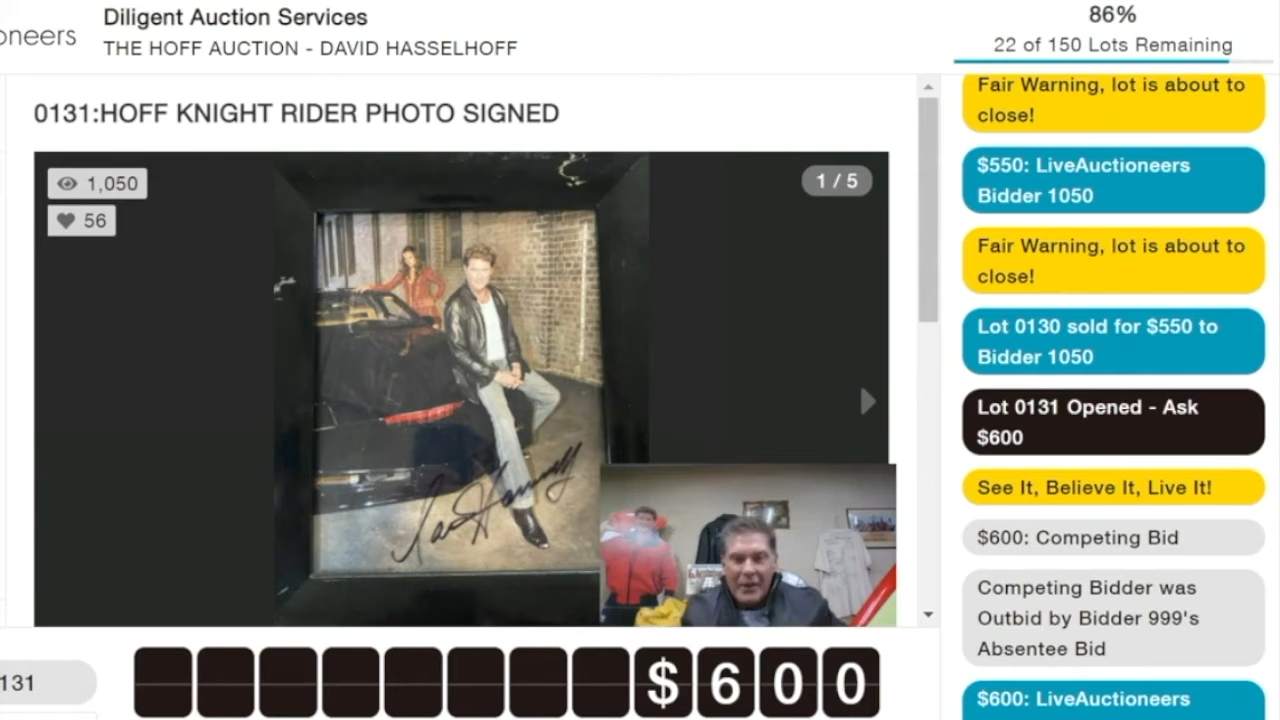 oneers
Diligent Auction Services
THE HOFF AUCTION - DAVID HASSELHOFF
86%
22 of 150 Lots Remaining
0131:HOFF KNIGHT RIDER PHOTO SIGNED
1,050
56
1 / 5
131
$600
Fair Warning, lot is about to
close!
$550: LiveAuctioneers
Bidder 1050
Fair Warning, lot is about to
close!
Lot 0130 sold for $550 to
Bidder 1050
Lot 0131 Opened - Ask
$600
See It, Believe It, Live It!
$600: Competing Bid
Competing Bidder was
Outbid by Bidder 999's
Absentee Bid
$600: LiveAuctioneers